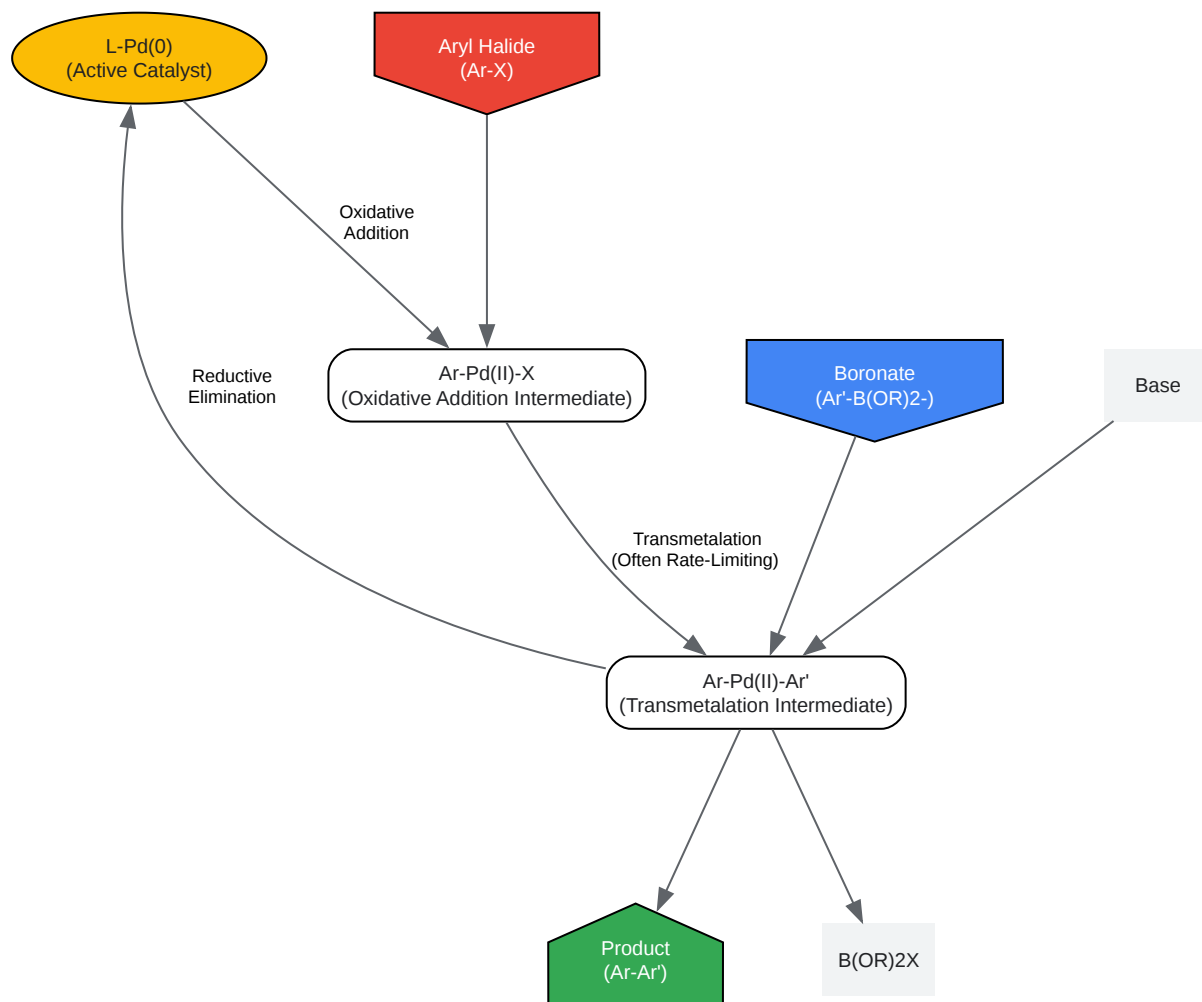 L-Pd(0)
(Active Catalyst)
Aryl Halide
(Ar-X)
Oxidative
Addition
Reductive
Elimination
Ar-Pd(II)-X
(Oxidative Addition Intermediate)
Boronate
(Ar'-B(OR)2-)
Base
Transmetalation
(Often Rate-Limiting)
Ar-Pd(II)-Ar'
(Transmetalation Intermediate)
Product
(Ar-Ar')
B(OR)2X